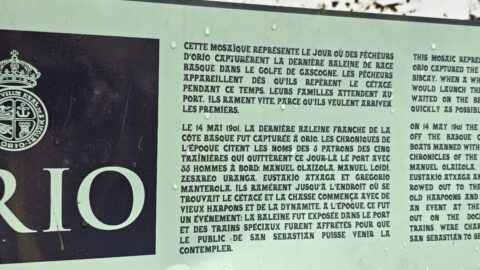 CETTE MOSAÏQUE REPRÉSENTE LE JOUR OÙ DES PÊCHEURS
D'ORIO CAPTURÈRENT LA DERNIÈRE BALEINE DE RACE
BASQUE DANS LE GOLFE DE GASCOGNE. LES PÊCHEURS
APPAREILLENT DÈS QU'ILS REPÈRENT LE CÉTACÉ
PENDANT CE TEMPS, LEURS FAMILLES ATTENDENT AU
PORT. ILS RAMENT VITE, PARCE QU'ILS VEULENT ARRIVER
LES PREMIERS.
LE 14 MAI 1901, LA DERNIÈRE BALEINE FRANCHE DE LA
CÔTE BASQUE FUT CAPTURÉE À ORIO. LES CHRONIQUES DE
L'ÉPOQUE CITENT LES NOMS DES 5 PATRONS DES CINQ
TRAÎNIÈRES QUI QUITTÈRENT CE JOUR-LÀ LE PORT AVEC
55 HOMMES À BORD: MANUEL OLAIZOLA, MANUEL LOIDI,
ZESAREO URANGA, EUSTAKIO ATXAGA ET GREGORIO
MANTEROLA. ILS RAMÈRENT JUSQU'À L'ENDROIT OÙ SE
TROUVAIT LE CÉTACÉ ET LA CHASSE COMMENÇA AVEC DE
VIEUX HARPONS ET DE LA DYNAMITE. À L'ÉPOQUE, CE FUT
UN ÉVÉNEMENT: LA BALEINE FUT EXPOSÉE DANS LE PORT
ET DES TRAINS SPÉCIAUX FURENT AFFRÉTÉS POUR QUE
LE PUBLIC DE SAN SEBASTIAN PUISSE VENIR LA
CONTEMPLER.
RIO
THIS MOSAIC REPR
ORIO CAPTURED THE
BISCAY. WHEN A WH
WOULD LAUNCH THE
WAITED ON THE BE
QUICKLY AS POSSIBLE
ON 14 MAY 1901 THE
OFF THE BASQUE C
BOATS MANNED WITH
CHRONICLES OF THE
MANUEL OLAIZOLA,
EUSTAKIO ATXAGA AN
ROWED OUT TO THE
OLD HARPOONS AND
AN EVENT AT THE
OUT ON THE DOC
TRAINS WERE CHAR
SAN SEBASTIAN TO SE